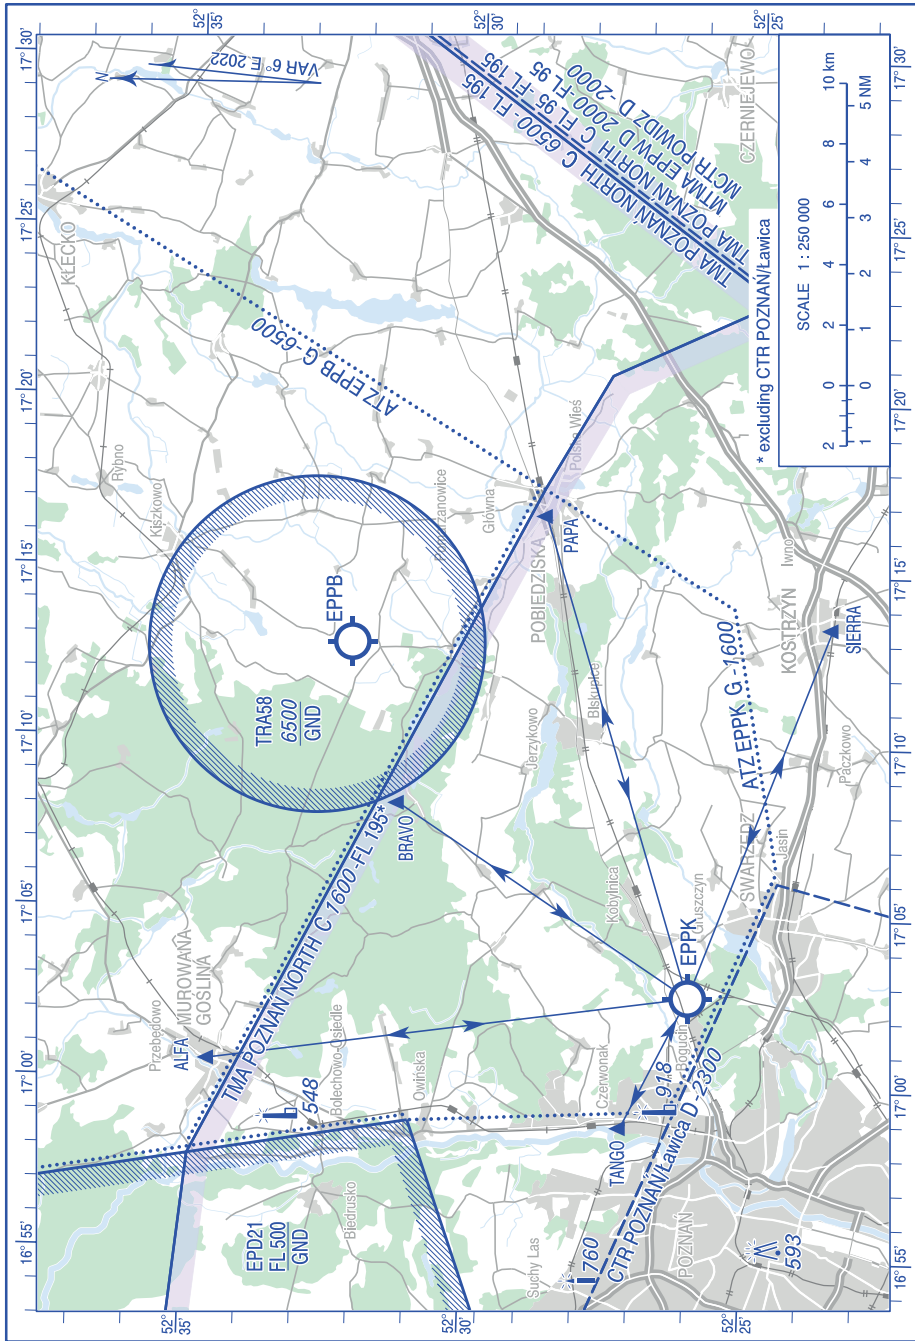 52°
35'
52°
30'
52°
25'
17°30'
17°25'
17°20'
17°15'
17°10'
17°05'
17°00'
16°55'
17°30'
17°25'
17°20'
17°15'
17°10'
17°05'
17°00'
16°55'
52°
35'
52°
30'
52°
25'
N
VAR 6° E 2022
KŁECKO
ATZ EPPB G -6500
TMA POZNAŃ NORTH C 6500 - FL 195
TMA POZNAŃ NORTH C FL 95 -FL 195
MTMA EPPW D 2000 -FL 95
MCTR POWIDZ D -2000
CZERNIEJEWO
* excluding CTR POZNAŃ/Ławica
SCALE 1 : 250 000
2 0 2 4 6 8 10 km
1 0 1 2 3 4 5 NM
Rybno
Kiszkowo
Główna
Polska Wieś
POBIEDZISKA
PAPA
EPPB
TRA58
6500
GND
Iwno
KOSTRZYN
SIERRA
ATZ EPPK G -1600
Jerzykowo
Biskupice
Paczkowo
BRAVO
TMA POZNAŃ NORTH C 1600 -FL 195*
Kobylnica
SWARZĘDZ
Jasin
EPPK
Przebędowo
MUROWANA
GOŚLINA
ALFA
548
Bolechowo-Osiedle
Owińska
Czerwonak
Bogucin
918
TANGO
CTR POZNAŃ/Ławica D -2300
EPD21
FL 500
GND
Biedrusko
Suchy Las
760
POZNAŃ
593